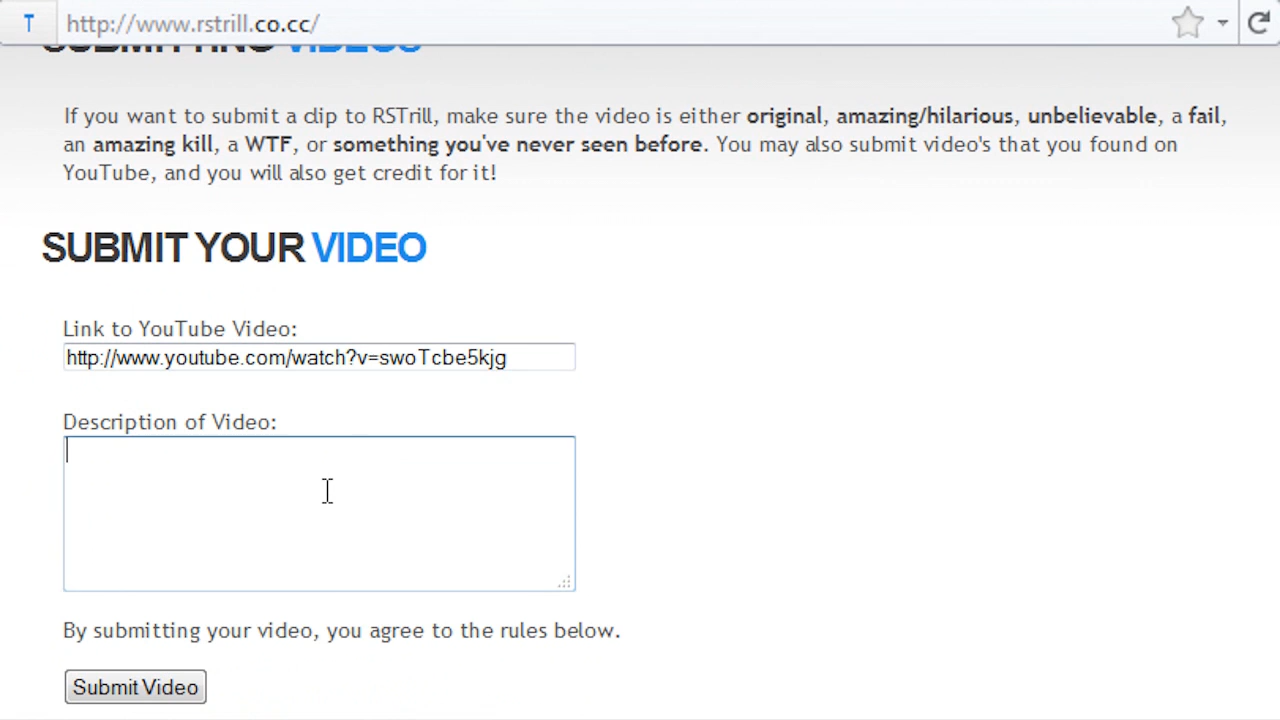 T http://www.rstrill.co.cc/
SUBMITTING VIDEOS
If you want to submit a clip to RSTrill, make sure the video is either original, amazing/hilarious, unbelievable, a fail,
an amazing kill, a WTF, or something you've never seen before. You may also submit video's that you found on
YouTube, and you will also get credit for it!
SUBMIT YOUR VIDEO
Link to YouTube Video:
http://www.youtube.com/watch?v=swoTcbe5kjg
Description of Video:
By submitting your video, you agree to the rules below.
Submit Video